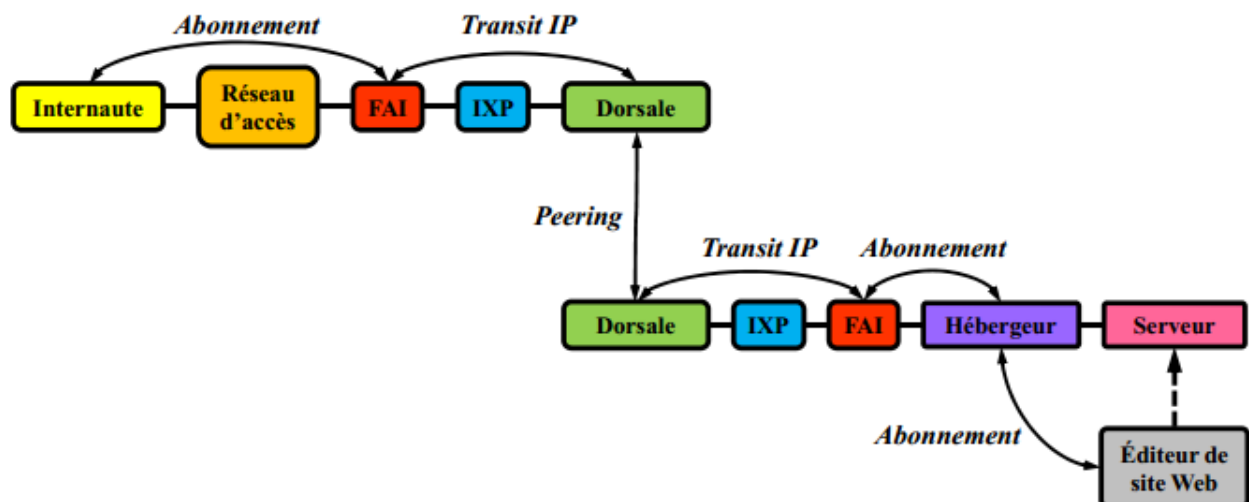 Abonnement
Transit IP
Internaute
Réseau
d'accès
FAI
IXP
Dorsale
Peering
Transit IP
Abonnement
Dorsale
IXP
FAI
Hébergeur
Serveur
Abonnement
Éditeur de
site Web